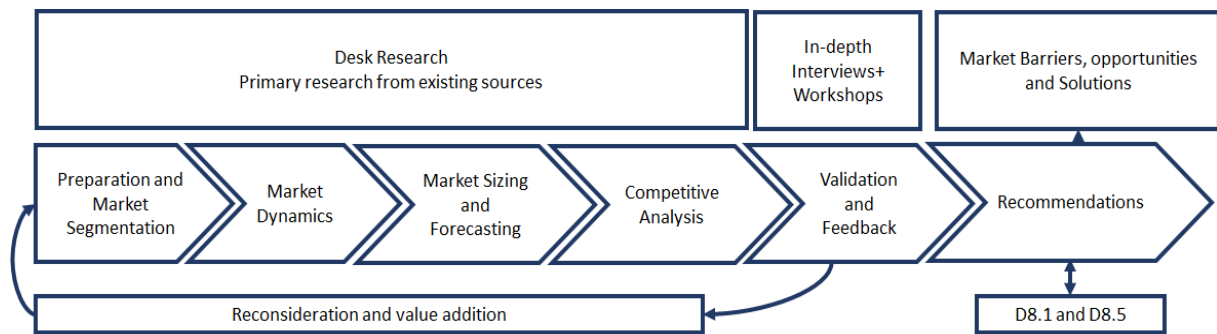 Desk Research
Primary research from existing sources
In-depth
Interviews+
Workshops
Market Barriers, opportunities
and Solutions
Preparation and
Market
Segmentation
Market
Dynamics
Market Sizing
and
Forecasting
Competitive
Analysis
Validation
and
Feedback
Recommendations
Reconsideration and value addition
D8.1 and D8.5